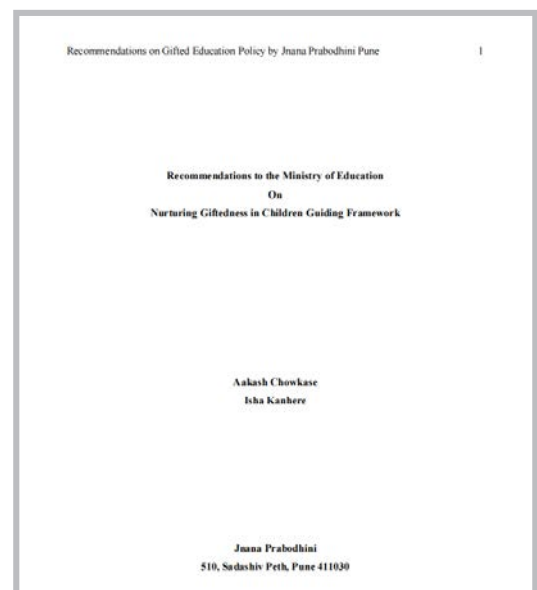 Recommendations on Gifted Education Policy by Jnana Prabodhini Pune 1
Recommendations to the Ministry of Education
On
Nurturing Giftedness in Children Guiding Framework
Aakash Chowkase
Isha Kanhere
Jnana Prabodhini
510, Sadashiv Peth, Pune 411030